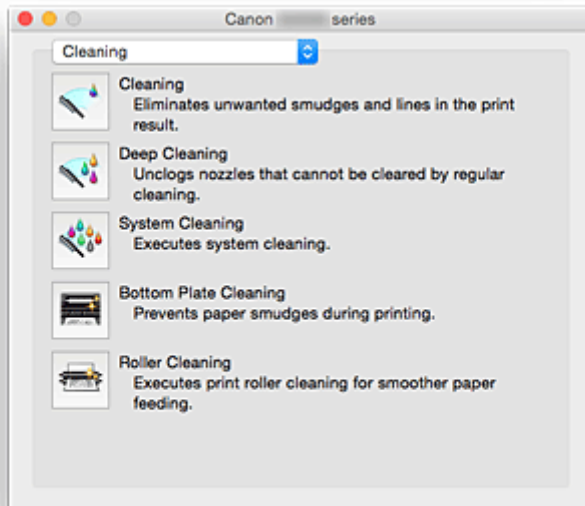 Canon series
Cleaning
Cleaning
Eliminates unwanted smudges and lines in the print
result.
Deep Cleaning
Unclogs nozzles that cannot be cleared by regular
cleaning.
System Cleaning
Executes system cleaning.
Bottom Plate Cleaning
Prevents paper smudges during printing.
Roller Cleaning
Executes print roller cleaning for smoother paper
feeding.